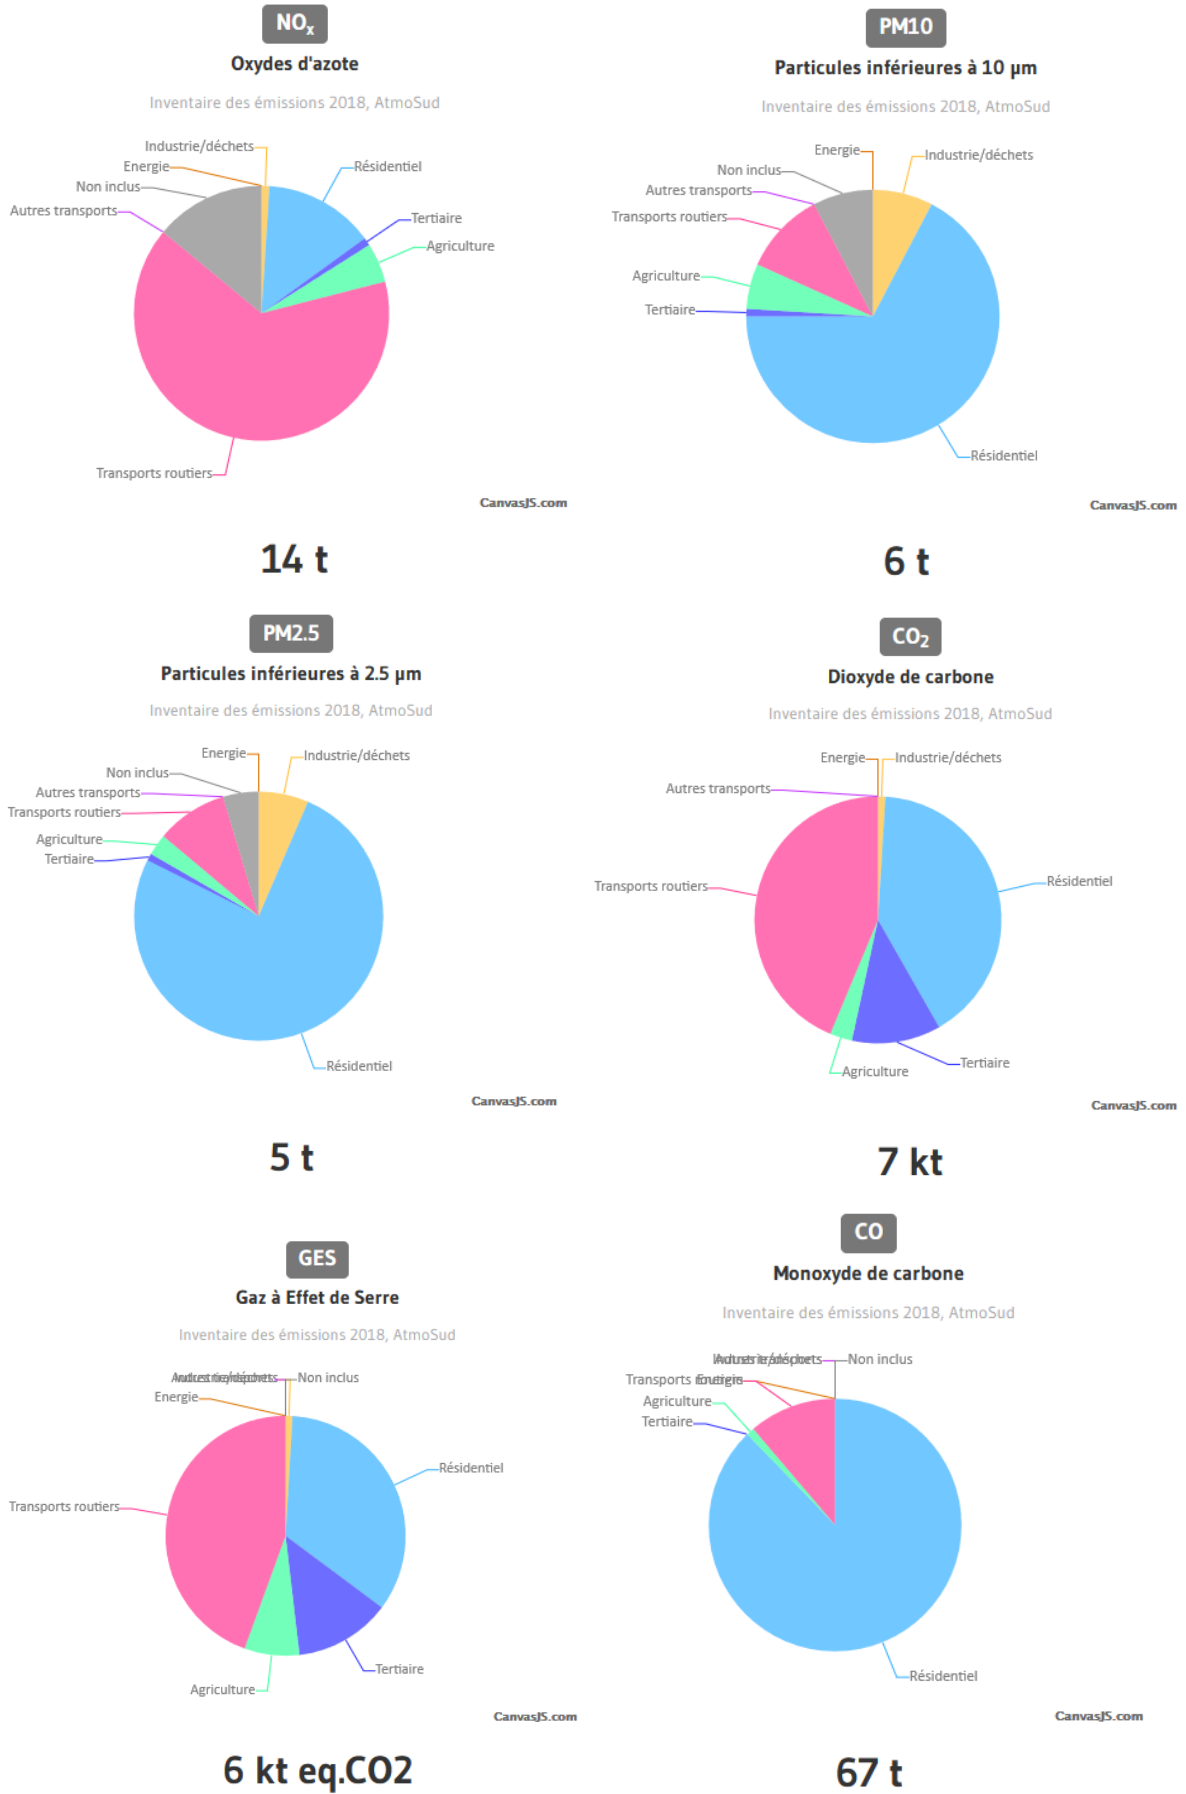 NOx
Oxydes d'azote
Inventaire des émissions 2018, AtmoSud
Industrie/déchets
Energie
Résidentiel
Non inclus
Autres transports
Tertiaire
Agriculture
Transports routiers
CanvasJS.com
14 t
PM10
Particules inférieures à 10 µm
Inventaire des émissions 2018, AtmoSud
Energie
Industrie/déchets
Non inclus
Autres transports
Transports routiers
Agriculture
Tertiaire
Résidentiel
CanvasJS.com
6 t
PM2.5
Particules inférieures à 2.5 µm
Inventaire des émissions 2018, AtmoSud
Energie
Industrie/déchets
Non inclus
Autres transports
Transports routiers
Agriculture
Tertiaire
Résidentiel
CanvasJS.com
5 t
CO2
Dioxyde de carbone
Inventaire des émissions 2018, AtmoSud
Energie
Industrie/déchets
Autres transports
Résidentiel
Transports routiers
Tertiaire
Agriculture
CanvasJS.com
7 kt
GES
Gaz à Effet de Serre
Inventaire des émissions 2018, AtmoSud
Non inclus
Energie
Résidentiel
Transports routiers
Tertiaire
Agriculture
CanvasJS.com
6 kt eq.CO2
CO
Monoxyde de carbone
Inventaire des émissions 2018, AtmoSud
Non inclus
Transports routiers
Agriculture
Tertiaire
Résidentiel
CanvasJS.com
67 t